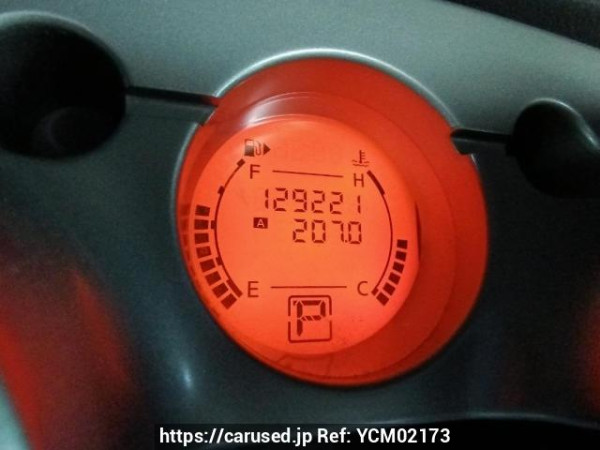 F H
129221
A 207.0
E C
P
https://carused.jp Ref: YCM02173